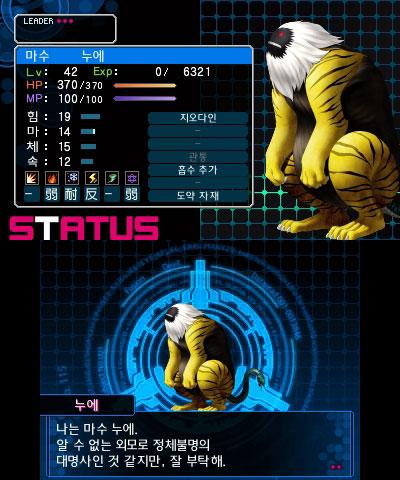 LEADER
마수 누에
Lv: 42 Exp: 0/ 6321
HP: 370/370
MP: 100/100
힘: 19
마: 14
체: 15
속: 12
지오다인
–
–
관통
흡수 추가
–
도약 자재
– 弱 耐 反 – 弱
STATUS
누에
나는 마수 누에.
알 수 없는 외모로 정체불명의
대명사인 것 같지만, 잘 부탁해.